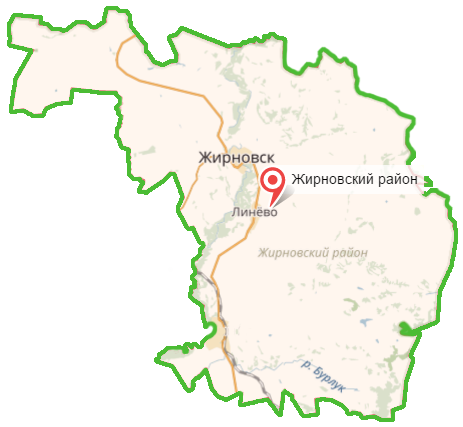 Жирновск
Жирновский район
Линёво
Жирновский район
р. Бурлук